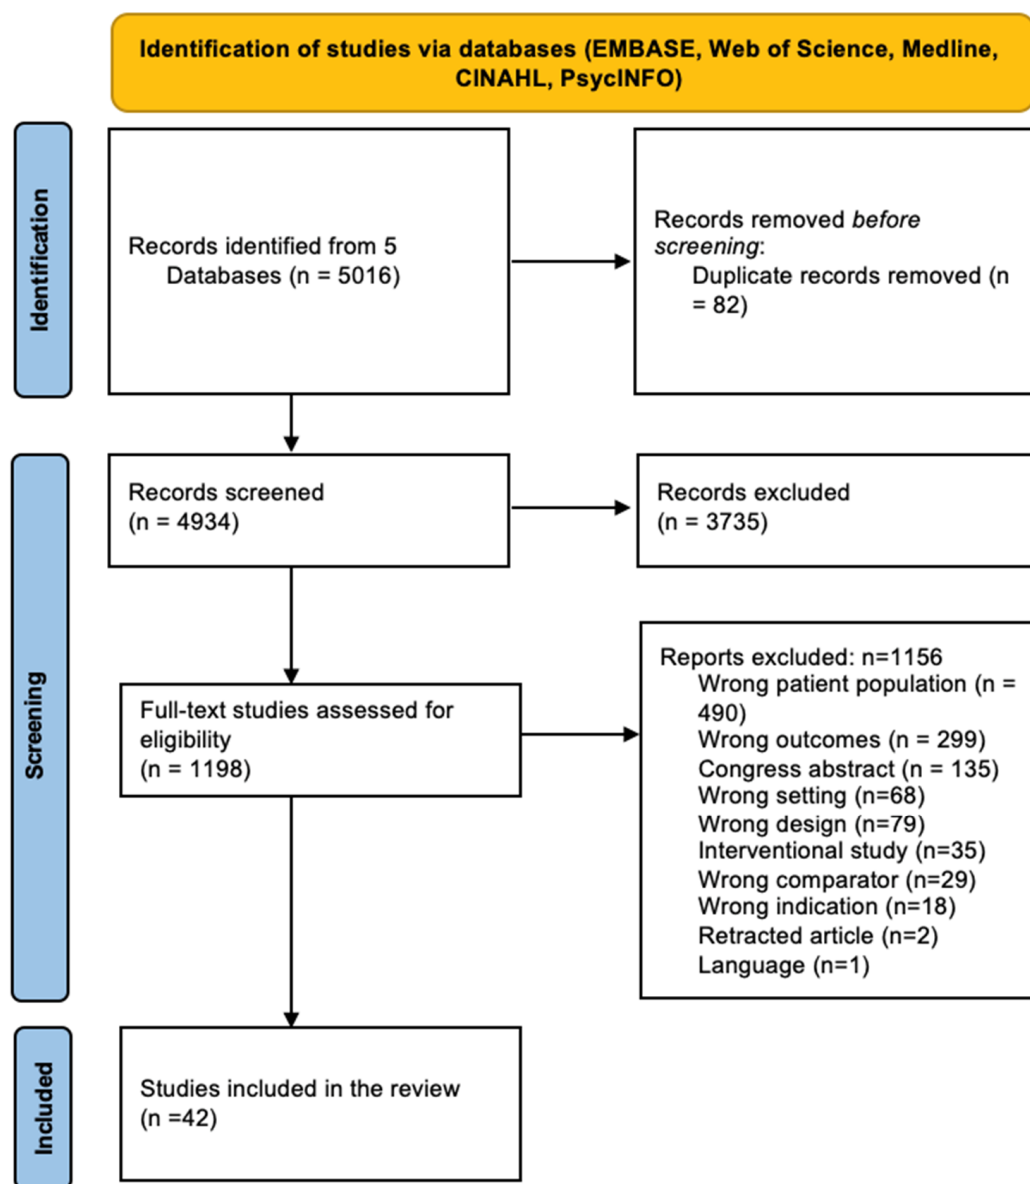 Identification of studies via databases (EMBASE, Web of Science, Medline,
CINAHL, PsycINFO)
Identification
Records identified from 5
Databases (n = 5016)
Records removed before
screening:
Duplicate records removed (n
= 82)
Screening
Records screened
(n = 4934)
Records excluded
(n = 3735)
Full-text studies assessed for
eligibility
(n = 1198)
Reports excluded: n=1156
Wrong patient population (n =
490)
Wrong outcomes (n = 299)
Congress abstract (n = 135)
Wrong setting (n=68)
Wrong design (n=79)
Interventional study (n=35)
Wrong comparator (n=29)
Wrong indication (n=18)
Retracted article (n=2)
Language (n=1)
Included
Studies included in the review
(n =42)